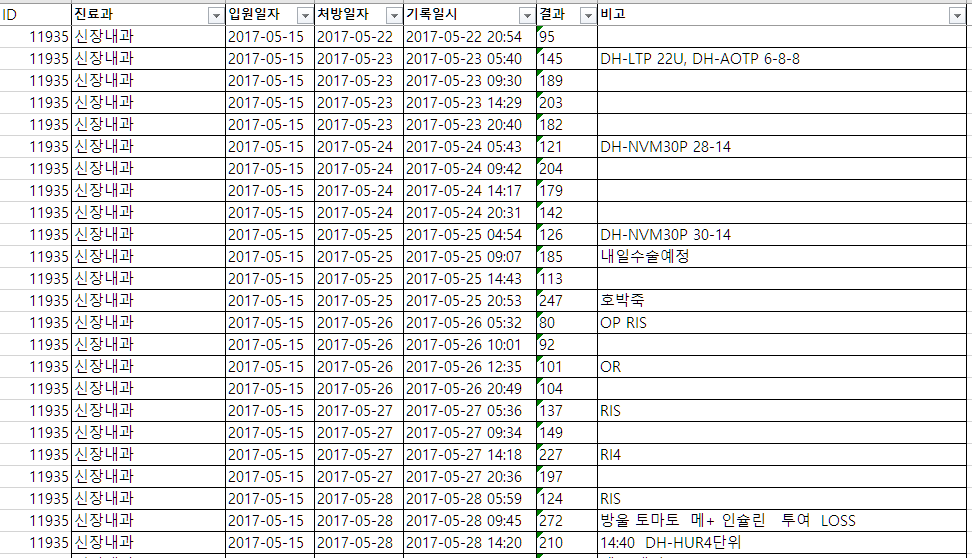 ID 진료과 입원일자 처방일자 기록일시 결과 비고
11935 신장내과 2017-05-15 2017-05-22 2017-05-22 20:54 95
11935 신장내과 2017-05-15 2017-05-23 2017-05-23 05:40 145 DH-LTP 22U, DH-AOTP 6-8-8
11935 신장내과 2017-05-15 2017-05-23 2017-05-23 09:30 189
11935 신장내과 2017-05-15 2017-05-23 2017-05-23 14:29 203
11935 신장내과 2017-05-15 2017-05-23 2017-05-23 20:40 182
11935 신장내과 2017-05-15 2017-05-24 2017-05-24 05:43 121 DH-NVM30P 28-14
11935 신장내과 2017-05-15 2017-05-24 2017-05-24 09:42 204
11935 신장내과 2017-05-15 2017-05-24 2017-05-24 14:17 179
11935 신장내과 2017-05-15 2017-05-24 2017-05-24 20:31 142
11935 신장내과 2017-05-15 2017-05-25 2017-05-25 04:54 126 DH-NVM30P 30-14
11935 신장내과 2017-05-15 2017-05-25 2017-05-25 09:07 185 내일수술예정
11935 신장내과 2017-05-15 2017-05-25 2017-05-25 14:43 113
11935 신장내과 2017-05-15 2017-05-25 2017-05-25 20:53 247 호박죽
11935 신장내과 2017-05-15 2017-05-26 2017-05-26 05:32 80 OP RIS
11935 신장내과 2017-05-15 2017-05-26 2017-05-26 10:01 92
11935 신장내과 2017-05-15 2017-05-26 2017-05-26 12:35 101 OR
11935 신장내과 2017-05-15 2017-05-26 2017-05-26 20:49 104
11935 신장내과 2017-05-15 2017-05-27 2017-05-27 05:36 137 RIS
11935 신장내과 2017-05-15 2017-05-27 2017-05-27 09:34 149
11935 신장내과 2017-05-15 2017-05-27 2017-05-27 14:18 227 RI4
11935 신장내과 2017-05-15 2017-05-27 2017-05-27 20:36 197
11935 신장내과 2017-05-15 2017-05-28 2017-05-28 05:59 124 RIS
11935 신장내과 2017-05-15 2017-05-28 2017-05-28 09:45 272 방울 토마토 메+ 인슐린 투여 LOSS
11935 신장내과 2017-05-15 2017-05-28 2017-05-28 14:20 210 14:40 DH-HUR4단위